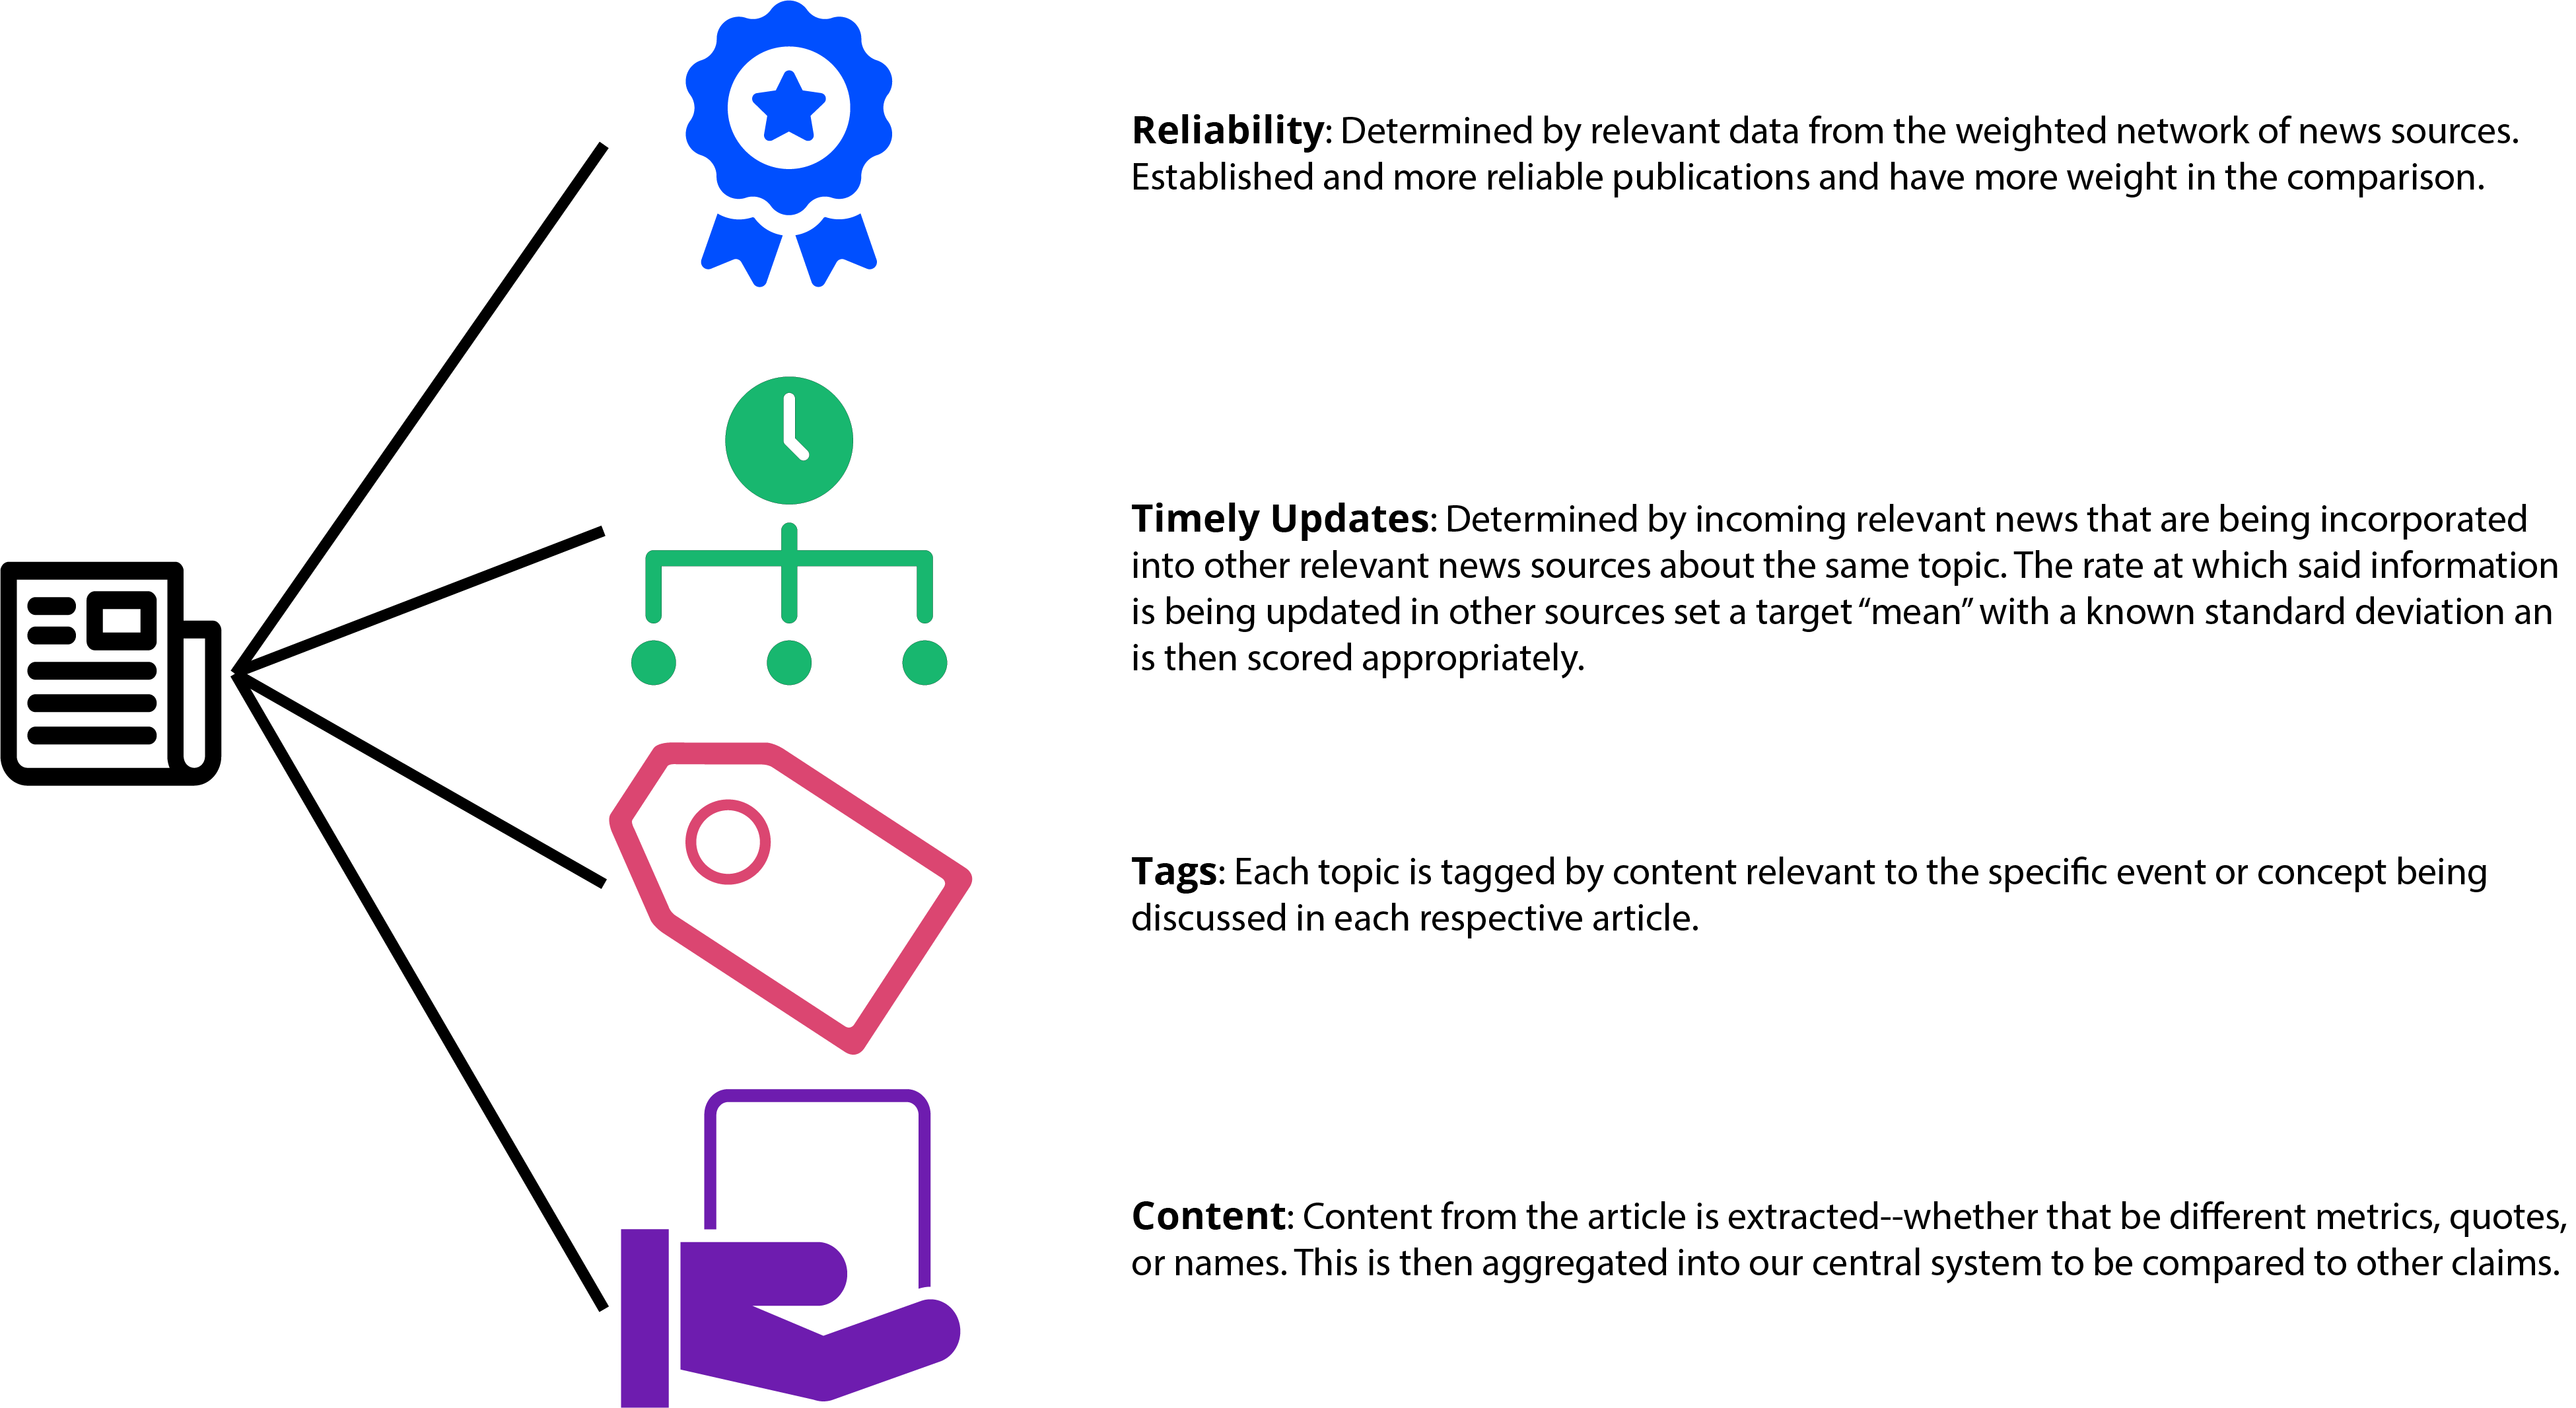 Reliability: Determined by relevant data from the weighted network of news sources.
Established and more reliable publications and have more weight in the comparison.
Timely Updates: Determined by incoming relevant news that are being incorporated
into other relevant news sources about the same topic. The rate at which said information
is being updated in other sources set a target “mean” with a known standard deviation an
is then scored appropriately.
Tags: Each topic is tagged by content relevant to the specific event or concept being
discussed in each respective article.
Content: Content from the article is extracted--whether that be different metrics, quotes,
or names. This is then aggregated into our central system to be compared to other claims.